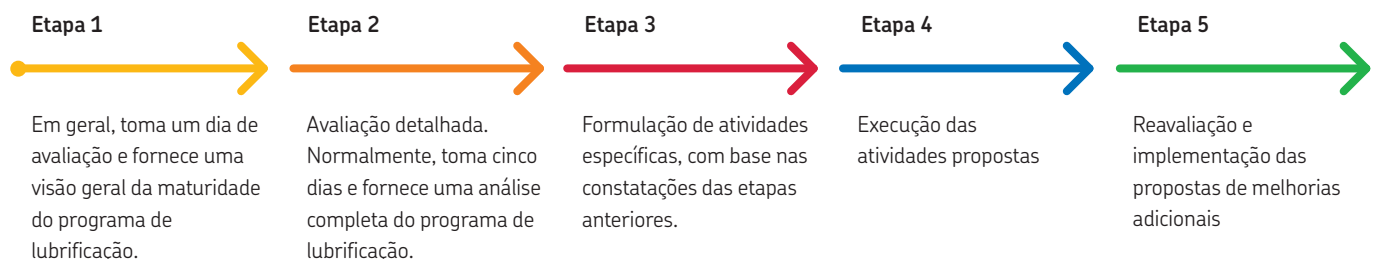 Etapa 1
Em geral, toma um dia de
avaliação e fornece uma
visão geral da maturidade
do programa de
lubrificação.
Etapa 2
Avaliação detalhada.
Normalmente, toma cinco
dias e fornece uma análise
completa do programa de
lubrificação.
Etapa 3
Formulação de atividades
específicas, com base nas
constatações das etapas
anteriores.
Etapa 4
Execução das
atividades propostas
Etapa 5
Reavaliação e
implementação das
propostas de melhorias
adicionais